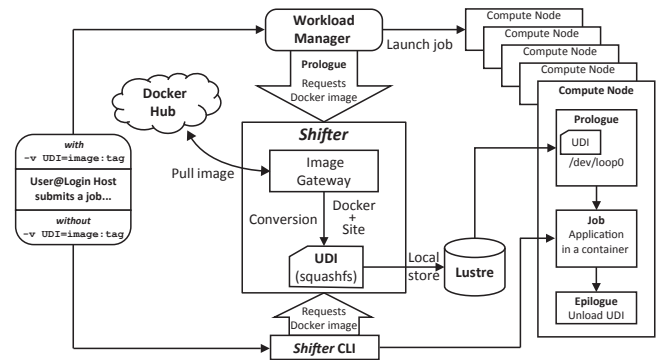 Workload
Manager
Launch job
Compute Node
Compute Node
Compute Node
Compute Node
Compute Node
Prologue
Requests
Docker image
Docker
Hub
Pull image
Shifter
Image
Gateway
Conversion
Docker
+
Site
UDI
(squashfs)
Local
store
Lustre
with
-v UDI=image:tag
User@Login Host
submits a job...
without
-v UDI=image:tag
Prologue
UDI
/dev/loop0
Job
Application
in a container
Epilogue
Unload UDI
Requests
Docker image
Shifter CLI